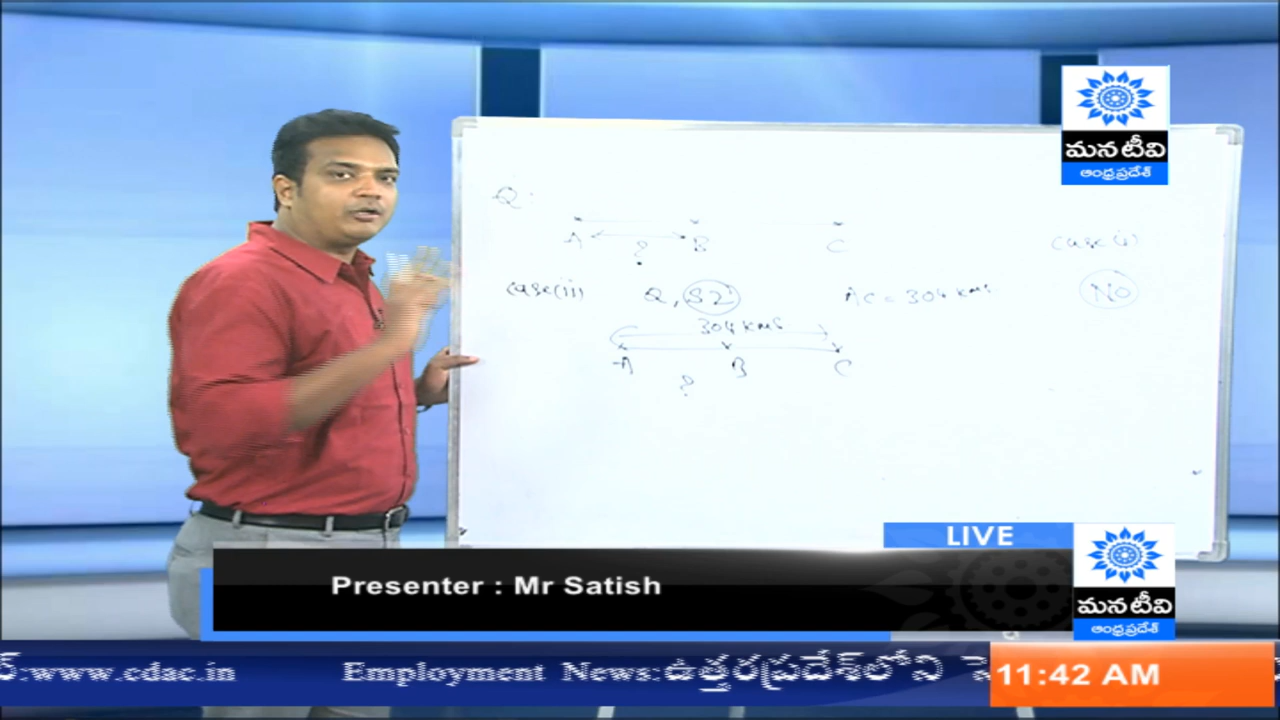 మన టీవి
ఆంధ్రప్రదేశ్
Q:
A ? B C
case(i)
case(ii) Q, S2 AC = 304 kms No
304 kms
A B C
?
LIVE
Presenter : Mr Satish
మన టీవి
ఆంధ్రప్రదేశ్
www.cdac.in Employment News:ఉత్తరప్రదేశ్‌లోని
11:42 AM